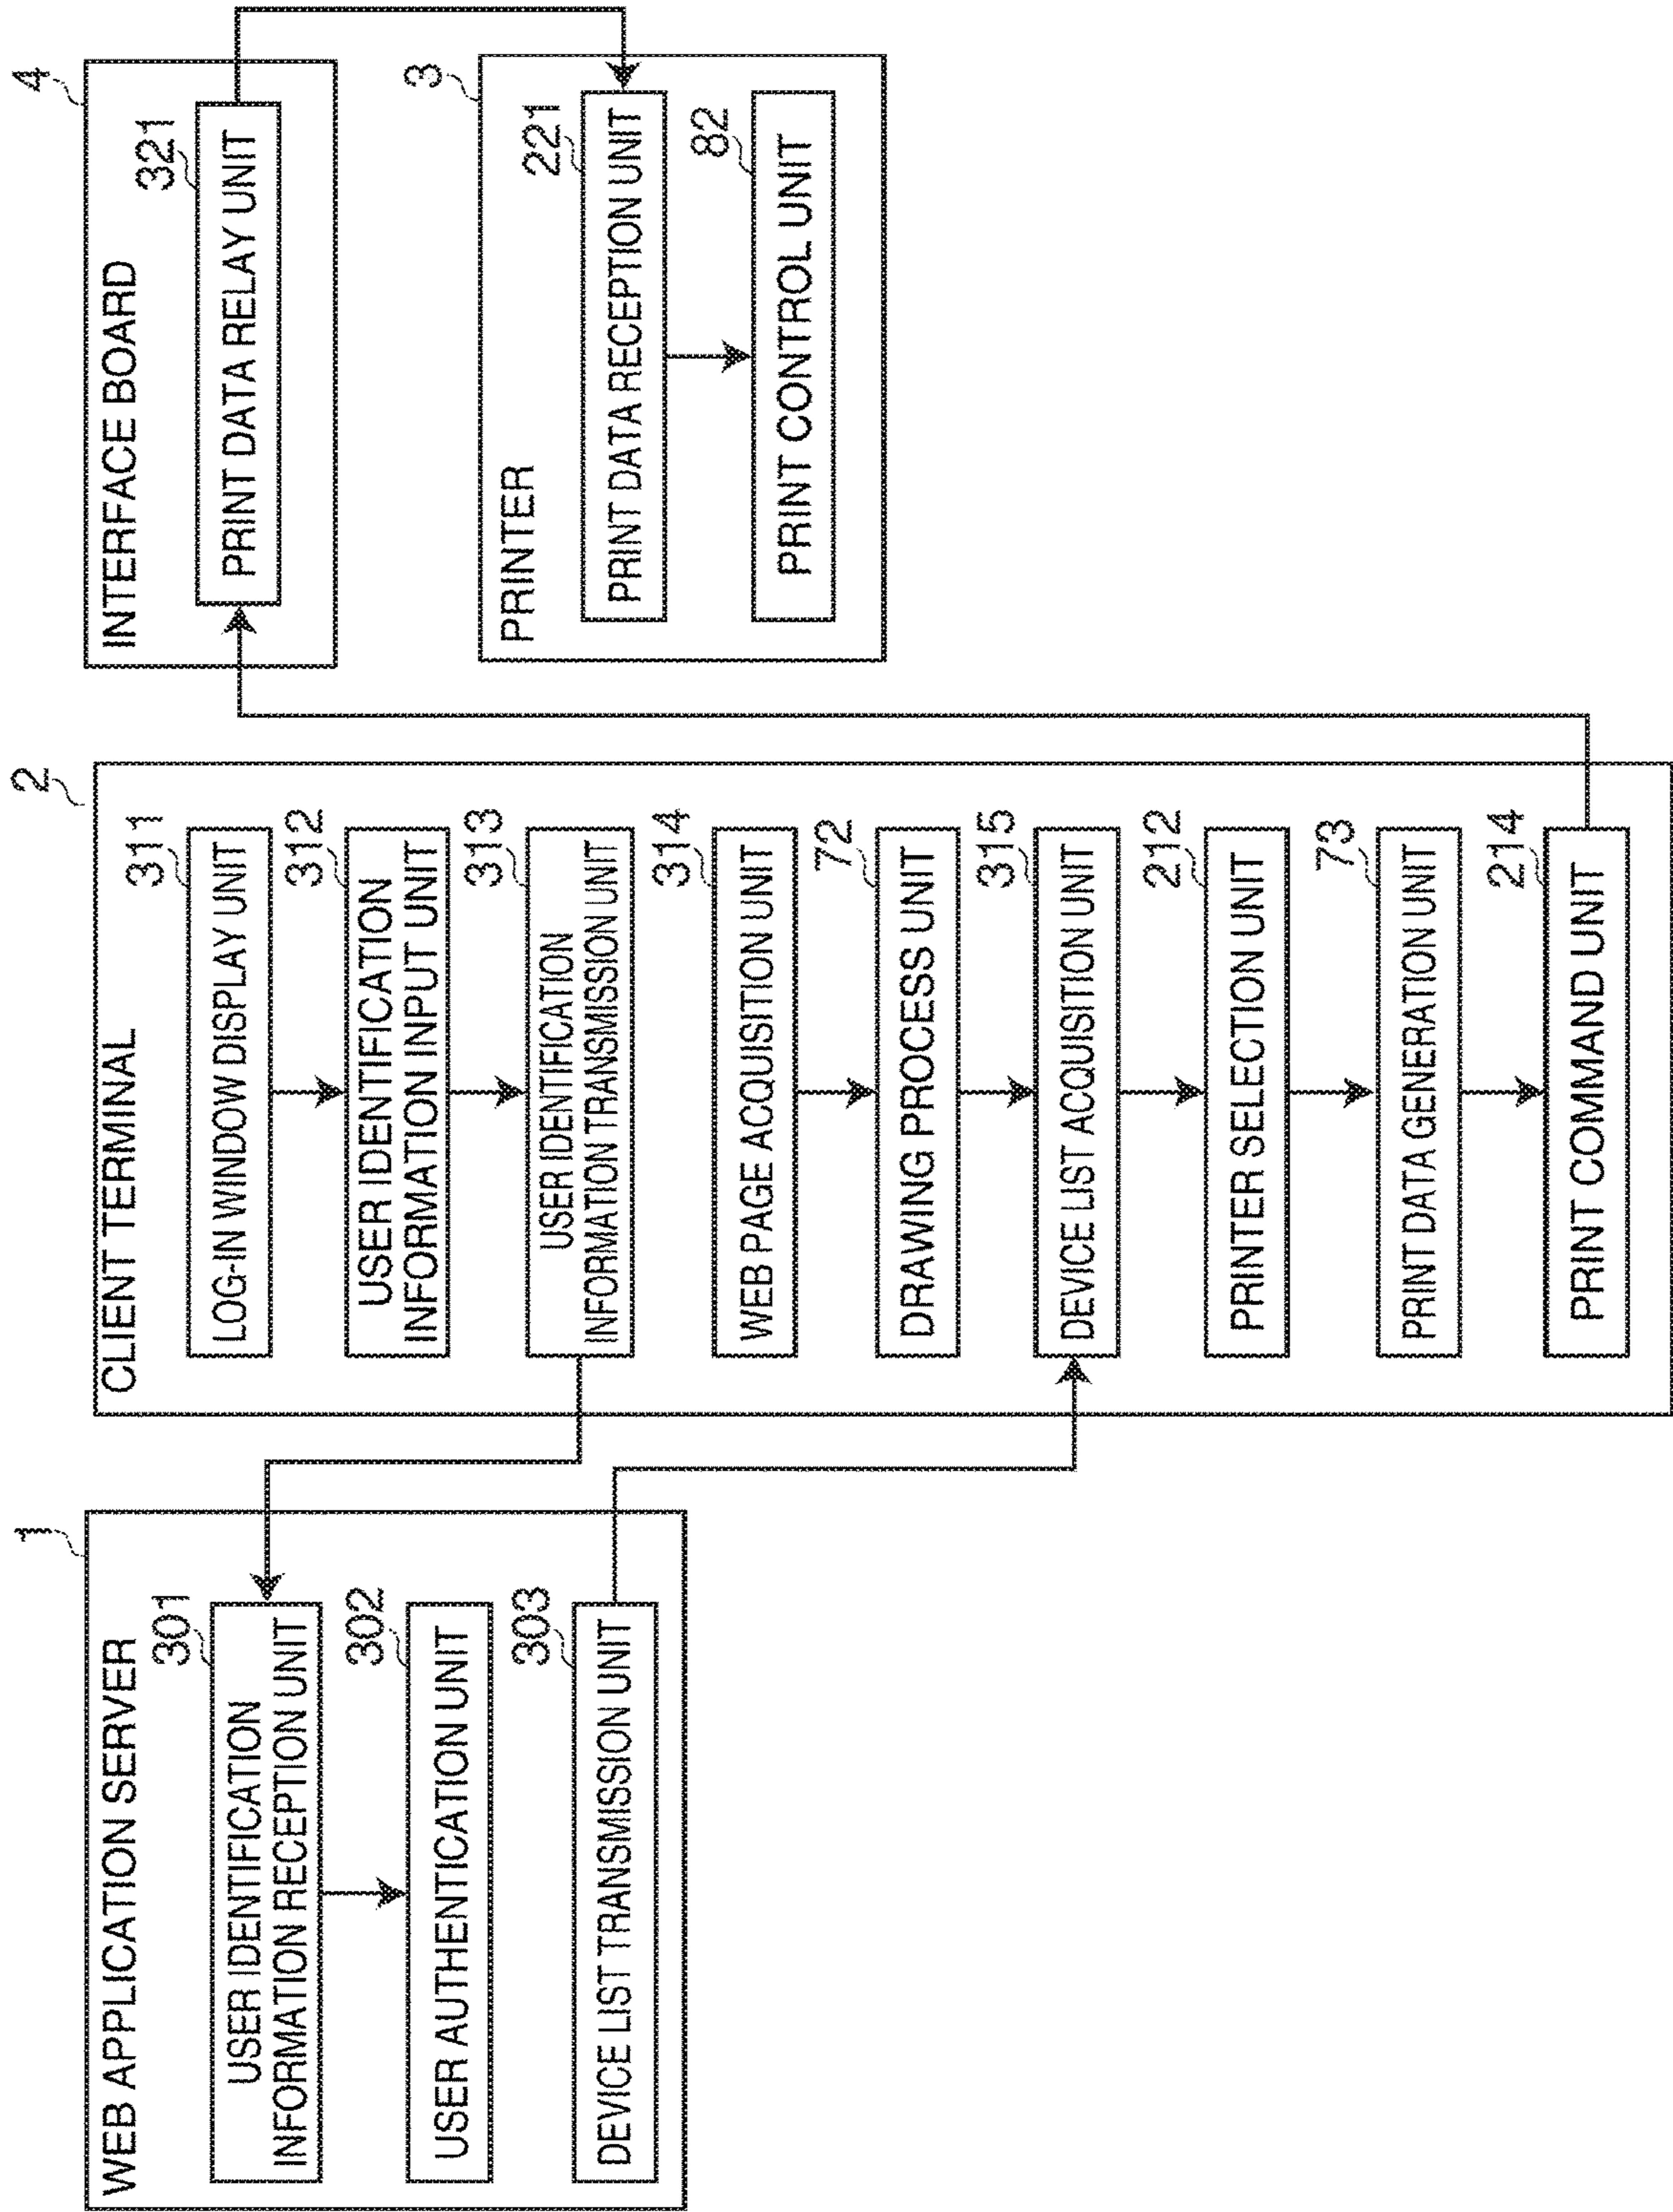 1
WEB APPLICATION SERVER
301
USER IDENTIFICATION
INFORMATION RECEPTION UNIT
302
USER AUTHENTICATION UNIT
303
DEVICE LIST TRANSMISSION UNIT
2
CLIENT TERMINAL
311
LOG-IN WINDOW DISPLAY UNIT
312
USER IDENTIFICATION
INFORMATION INPUT UNIT
313
USER IDENTIFICATION
INFORMATION TRANSMISSION UNIT
314
WEB PAGE ACQUISITION UNIT
72
DRAWING PROCESS UNIT
315
DEVICE LIST ACQUISITION UNIT
212
PRINTER SELECTION UNIT
73
PRINT DATA GENERATION UNIT
214
PRINT COMMAND UNIT
4
INTERFACE BOARD
321
PRINT DATA RELAY UNIT
3
PRINTER
221
PRINT DATA RECEPTION UNIT
82
PRINT CONTROL UNIT